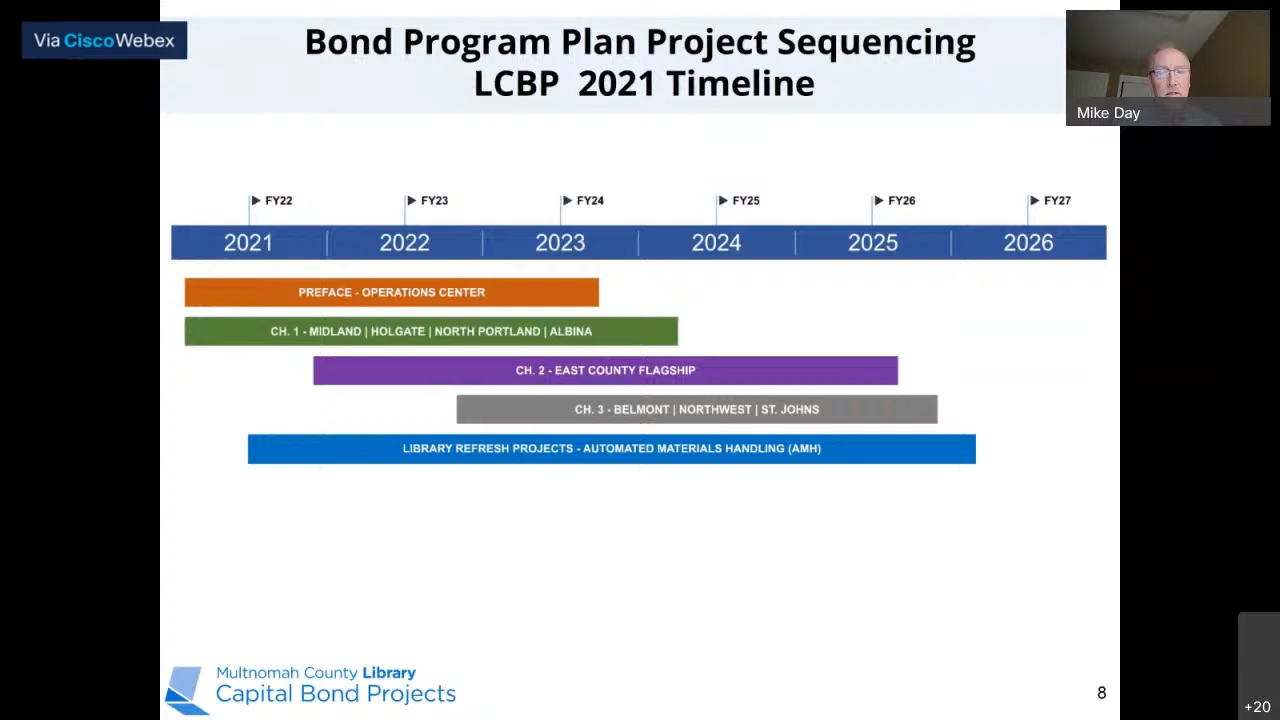 Via CiscoWebex
Bond Program Plan Project Sequencing
LCBP 2021 Timeline
Mike Day
FY22 FY23 FY24 FY25 FY26 FY27
2021 2022 2023 2024 2025 2026
PREFACE - OPERATIONS CENTER
CH. 1 - MIDLAND | HOLGATE | NORTH PORTLAND | ALBINA
CH. 2 - EAST COUNTY FLAGSHIP
CH. 3 - BELMONT | NORTHWEST | ST. JOHNS
LIBRARY REFRESH PROJECTS - AUTOMATED MATERIALS HANDLING (AMH)
Multnomah County Library
Capital Bond Projects
8
+20